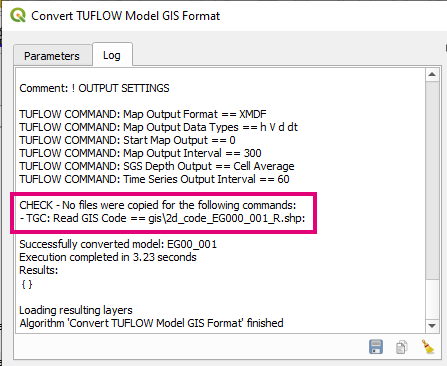 Convert TUFLOW Model GIS Format
Parameters
Log
Comment: ! OUTPUT SETTINGS
TUFLOW COMMAND: Map Output Format == XMDF
TUFLOW COMMAND: Map Output Data Types == h V d dt
TUFLOW COMMAND: Start Map Output == 0
TUFLOW COMMAND: Map Output Interval == 300
TUFLOW COMMAND: SGS Depth Output == Cell Average
TUFLOW COMMAND: Time Series Output Interval == 60
CHECK - No files were copied for the following commands:
- TGC: Read GIS Code == gis\2d_code_EG000_001_R.shp:
Successfully converted model: EG00_001
Execution completed in 3.23 seconds
Results:
{}
Loading resulting layers
Algorithm 'Convert TUFLOW Model GIS Format' finished